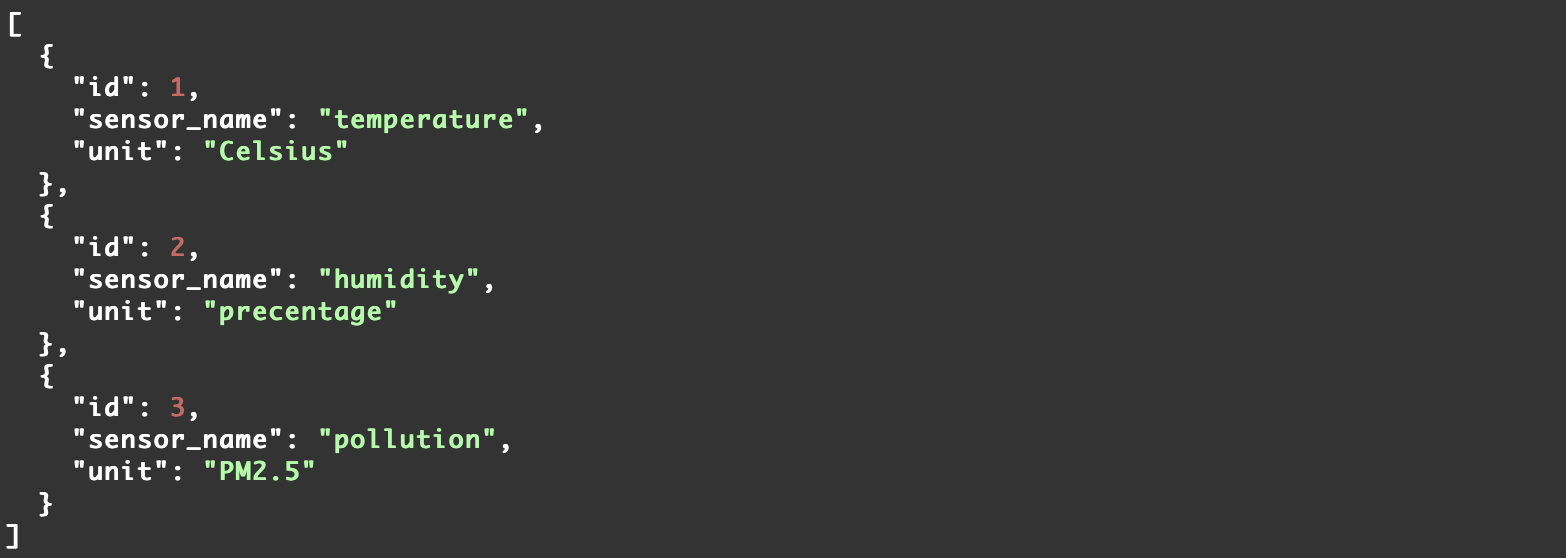 [
  {
    "id": 1,
    "sensor_name": "temperature",
    "unit": "Celsius"
  },
  {
    "id": 2,
    "sensor_name": "humidity",
    "unit": "precentage"
  },
  {
    "id": 3,
    "sensor_name": "pollution",
    "unit": "PM2.5"
  }
]